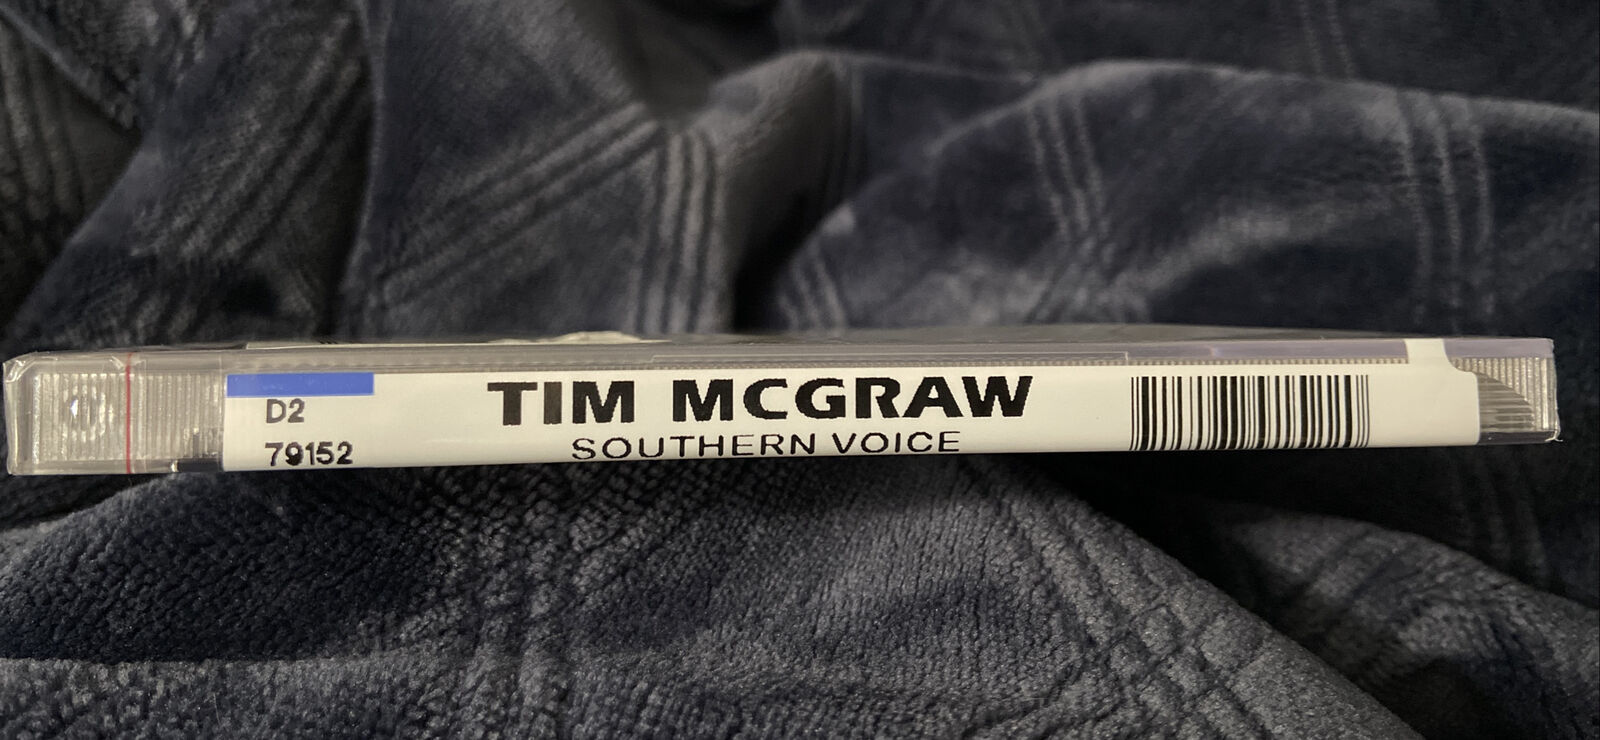 D2
79152
TIM MCGRAW
SOUTHERN VOICE